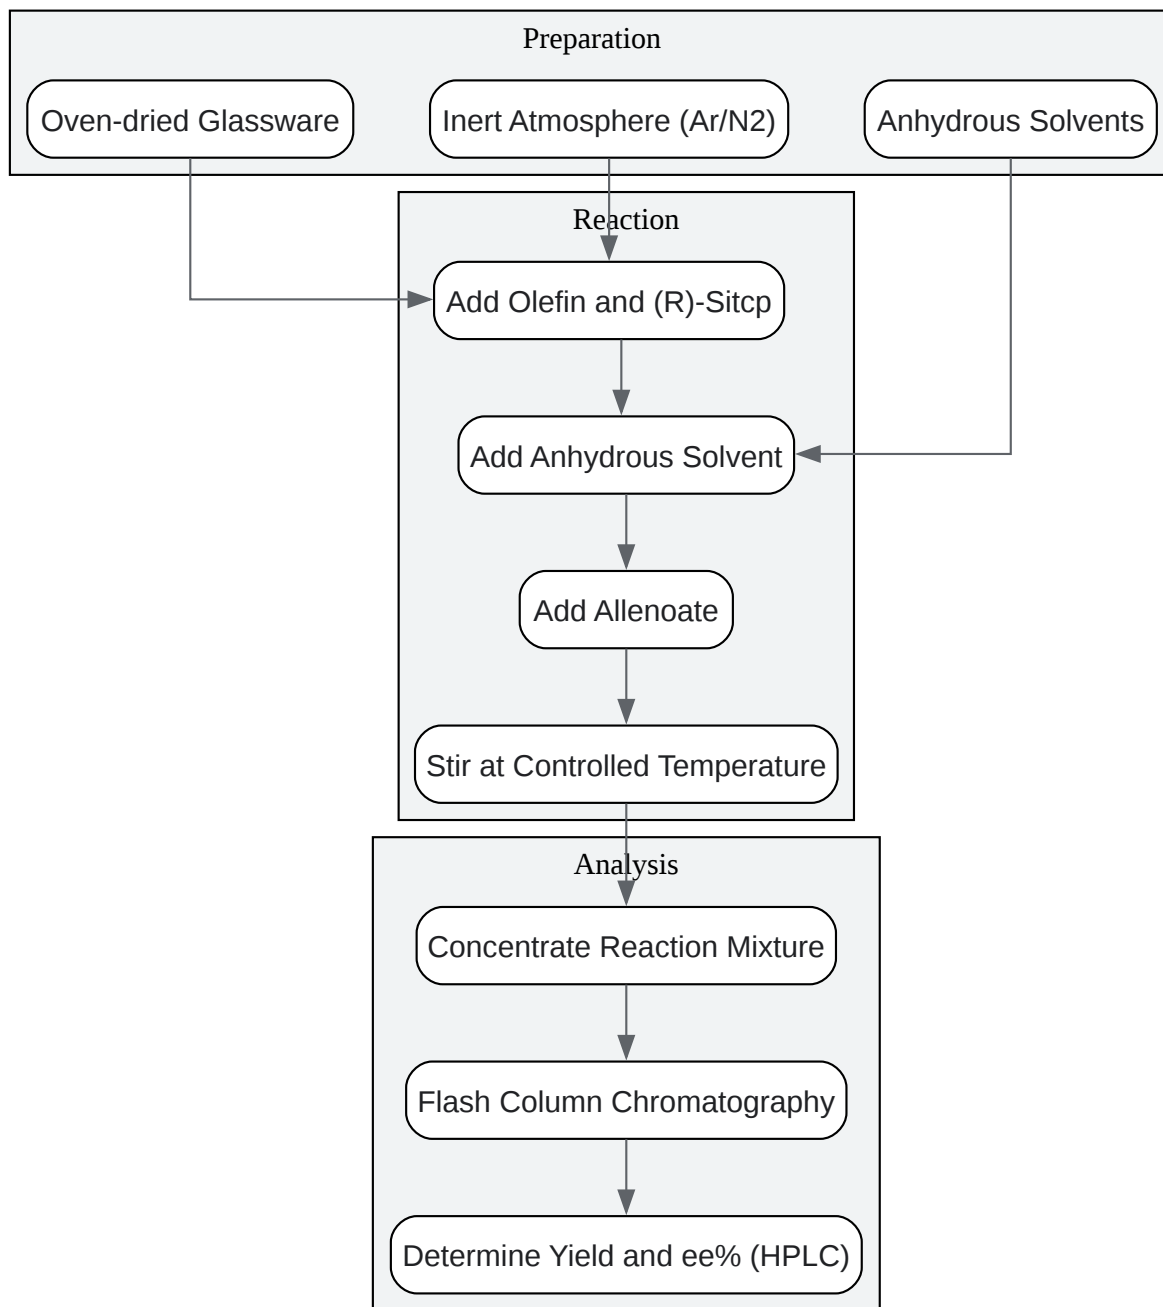 Preparation
Oven-dried Glassware
Inert Atmosphere (Ar/N2)
Anhydrous Solvents
Reaction
Add Olefin and (R)-Sitcp
Add Anhydrous Solvent
Add Allenoate
Stir at Controlled Temperature
Analysis
Concentrate Reaction Mixture
Flash Column Chromatography
Determine Yield and ee% (HPLC)